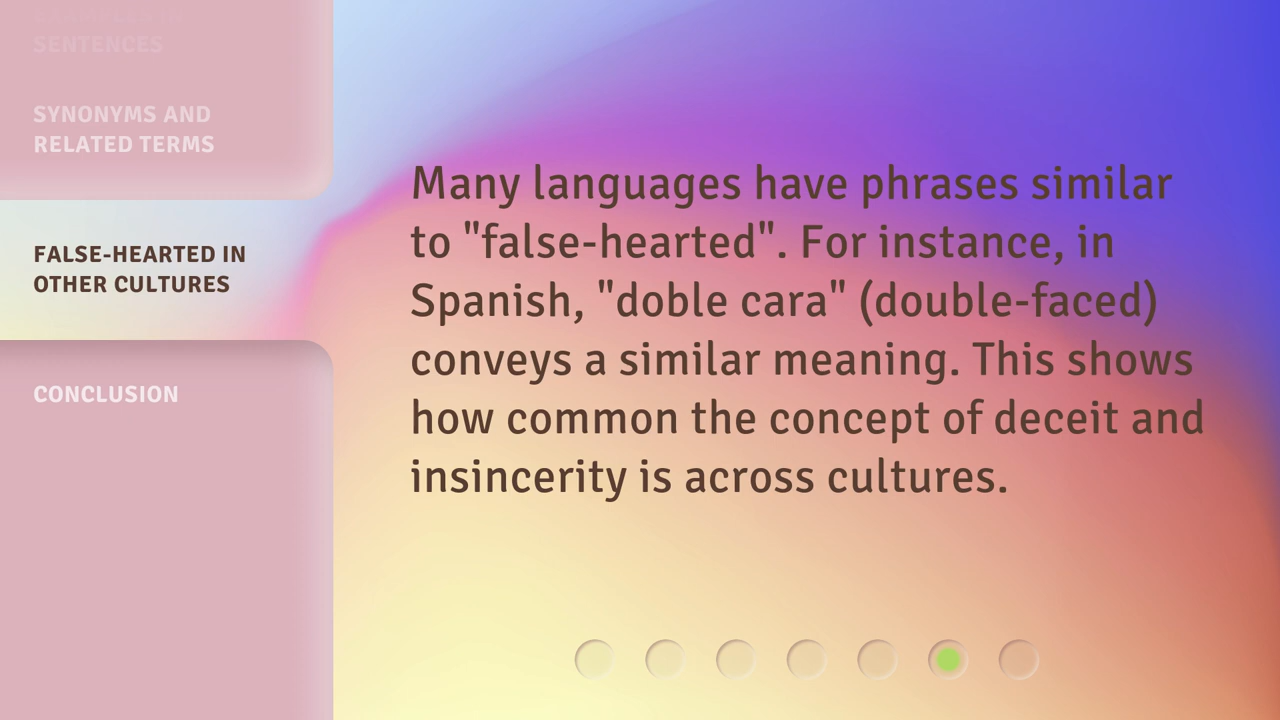 EXAMPLES IN
SENTENCES
SYNONYMS AND
RELATED TERMS
FALSE-HEARTED IN
OTHER CULTURES
CONCLUSION
Many languages have phrases similar
to "false-hearted". For instance, in
Spanish, "doble cara" (double-faced)
conveys a similar meaning. This shows
how common the concept of deceit and
insincerity is across cultures.